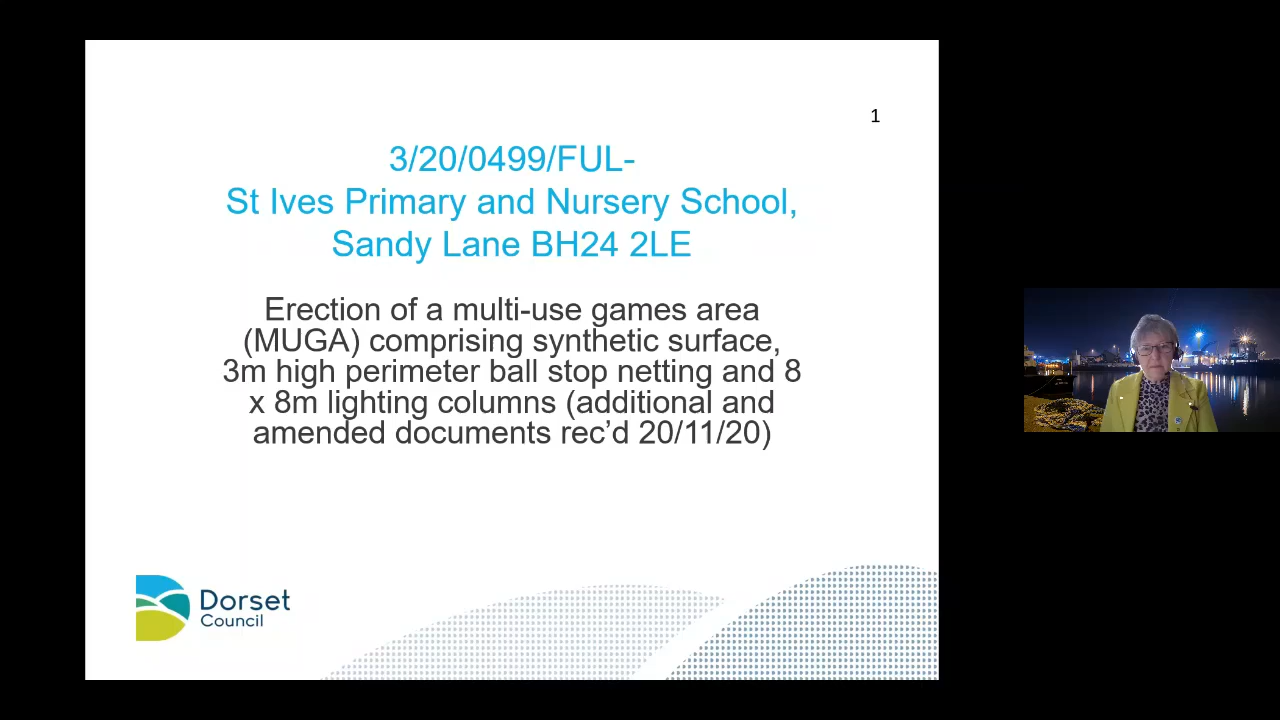 1
3/20/0499/FUL-
St Ives Primary and Nursery School,
Sandy Lane BH24 2LE
Erection of a multi-use games area
(MUGA) comprising synthetic surface,
3m high perimeter ball stop netting and 8
x 8m lighting columns (additional and
amended documents rec’d 20/11/20)
Dorset
Council